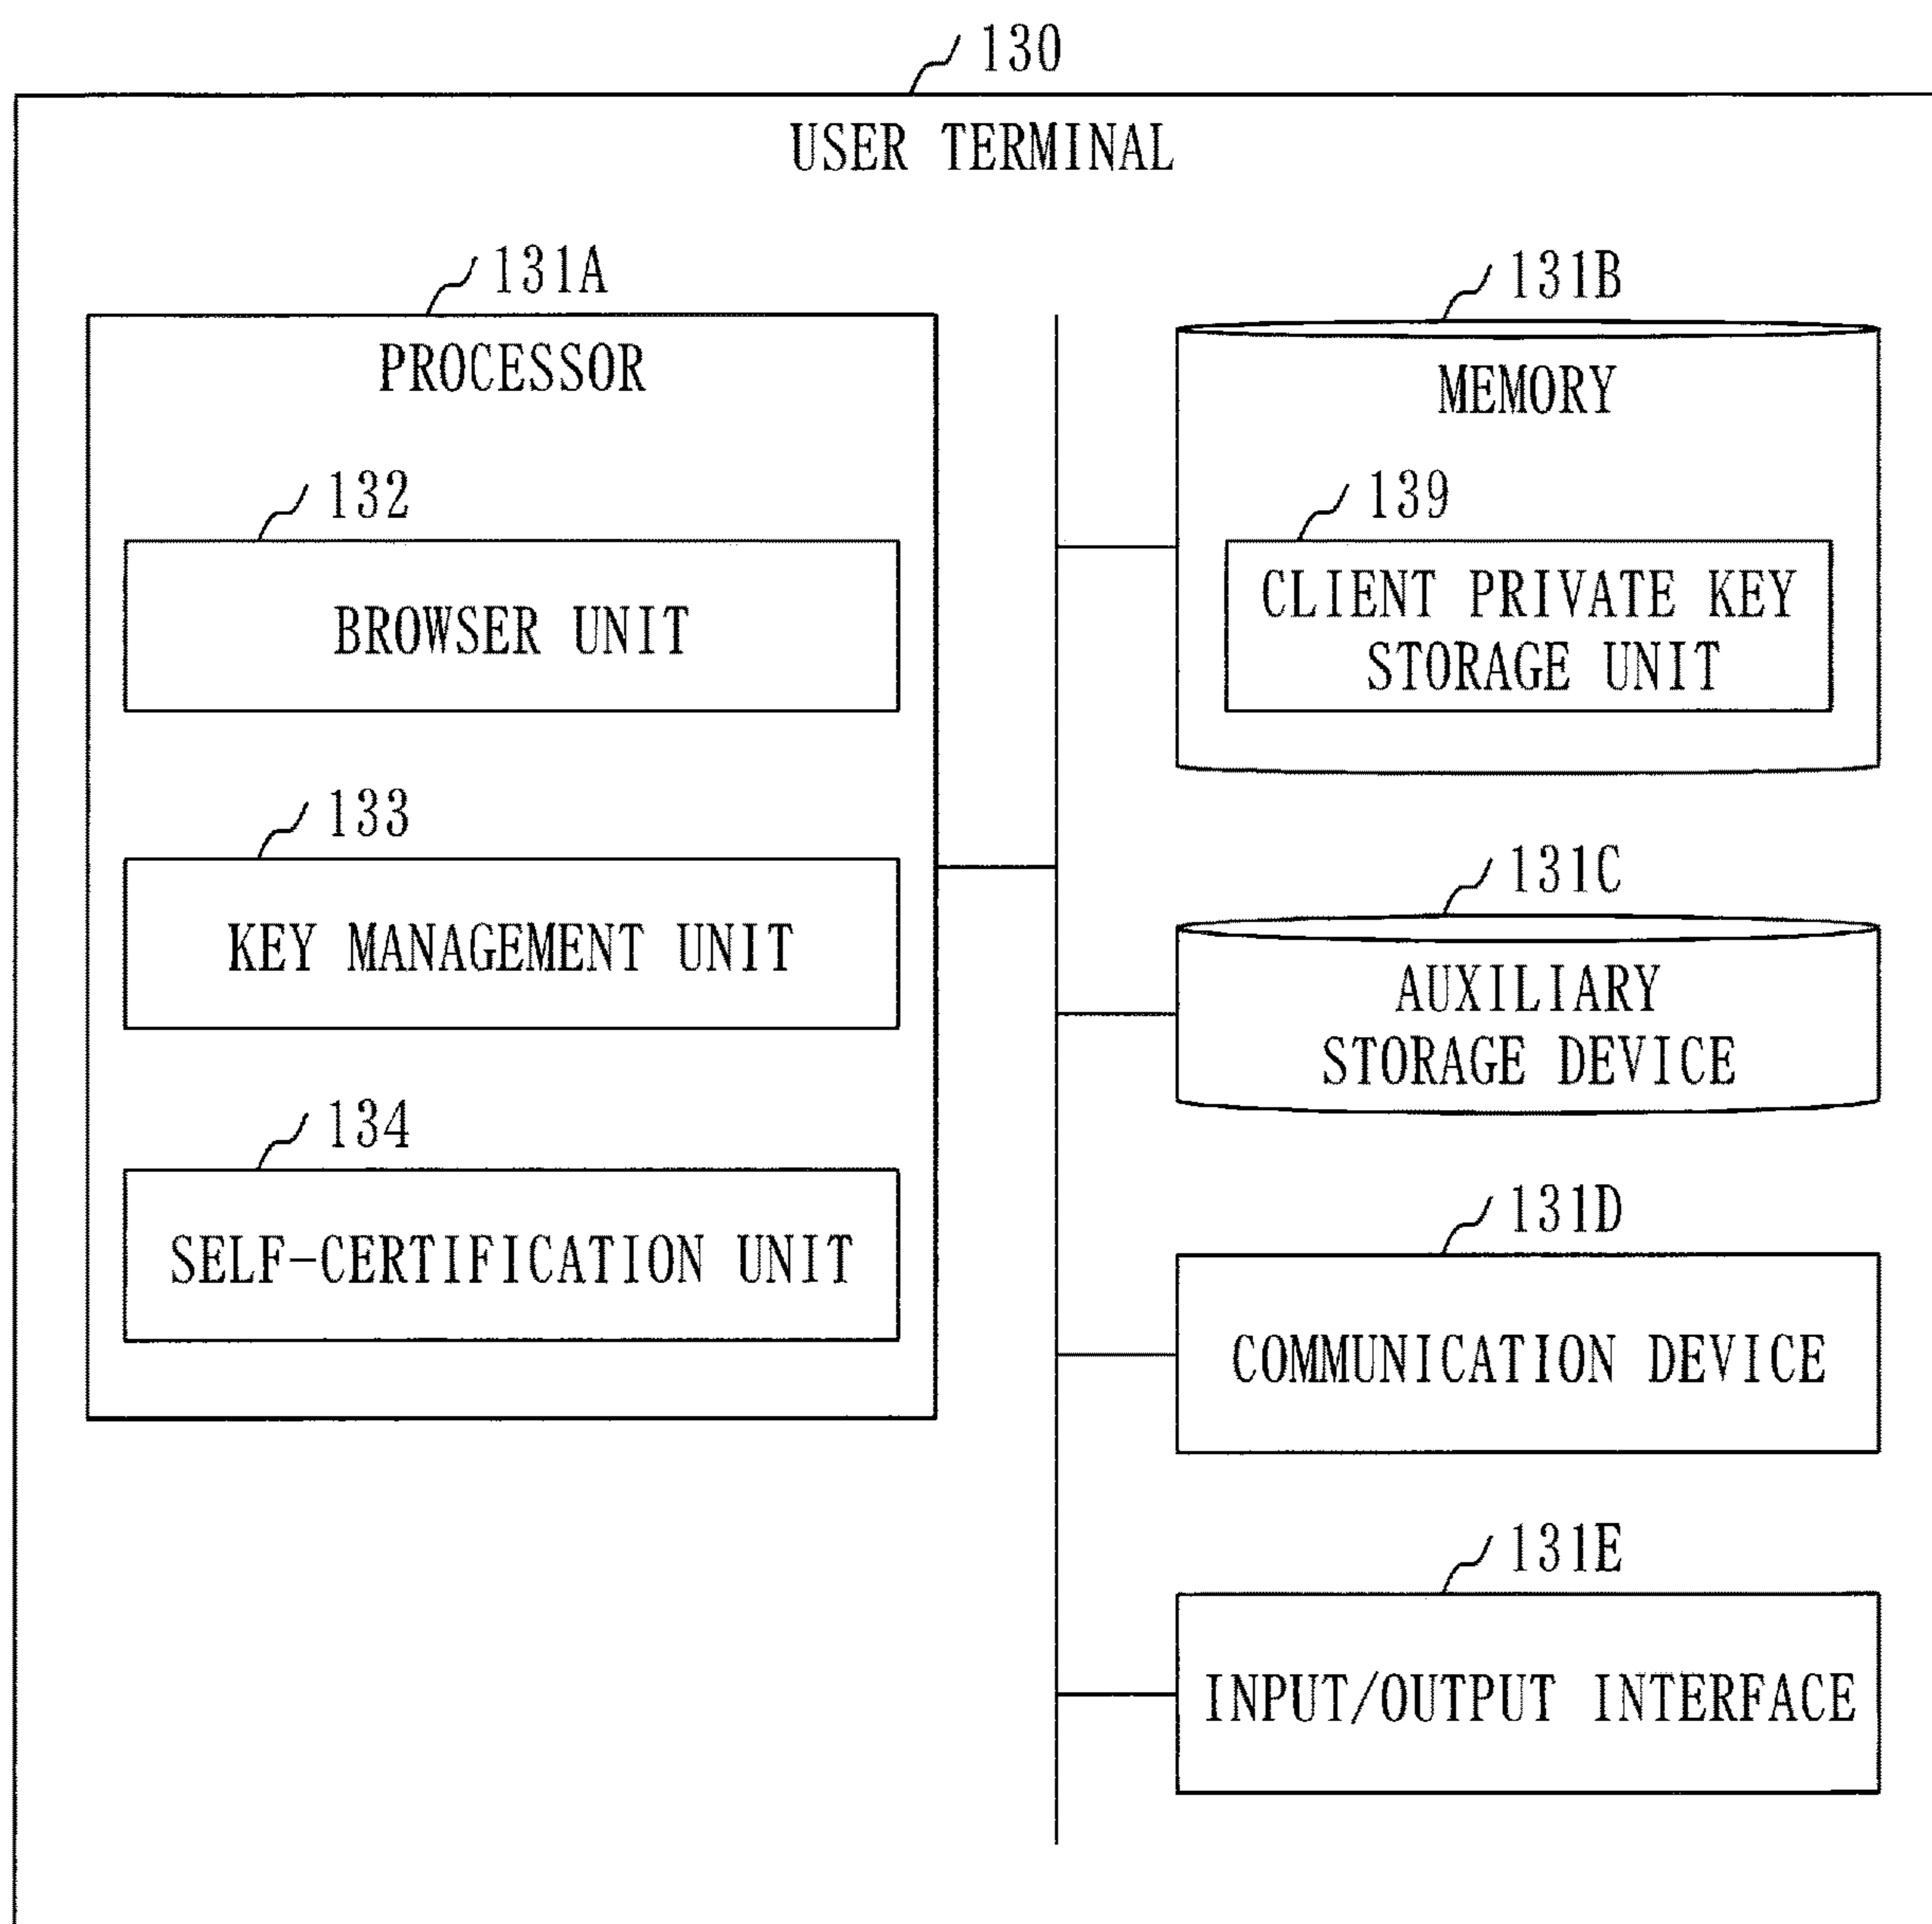 130
USER TERMINAL
131A
PROCESSOR
132
BROWSER UNIT
133
KEY MANAGEMENT UNIT
134
SELF-CERTIFICATION UNIT
131B
MEMORY
139
CLIENT PRIVATE KEY
STORAGE UNIT
131C
AUXILIARY
STORAGE DEVICE
131D
COMMUNICATION DEVICE
131E
INPUT/OUTPUT INTERFACE